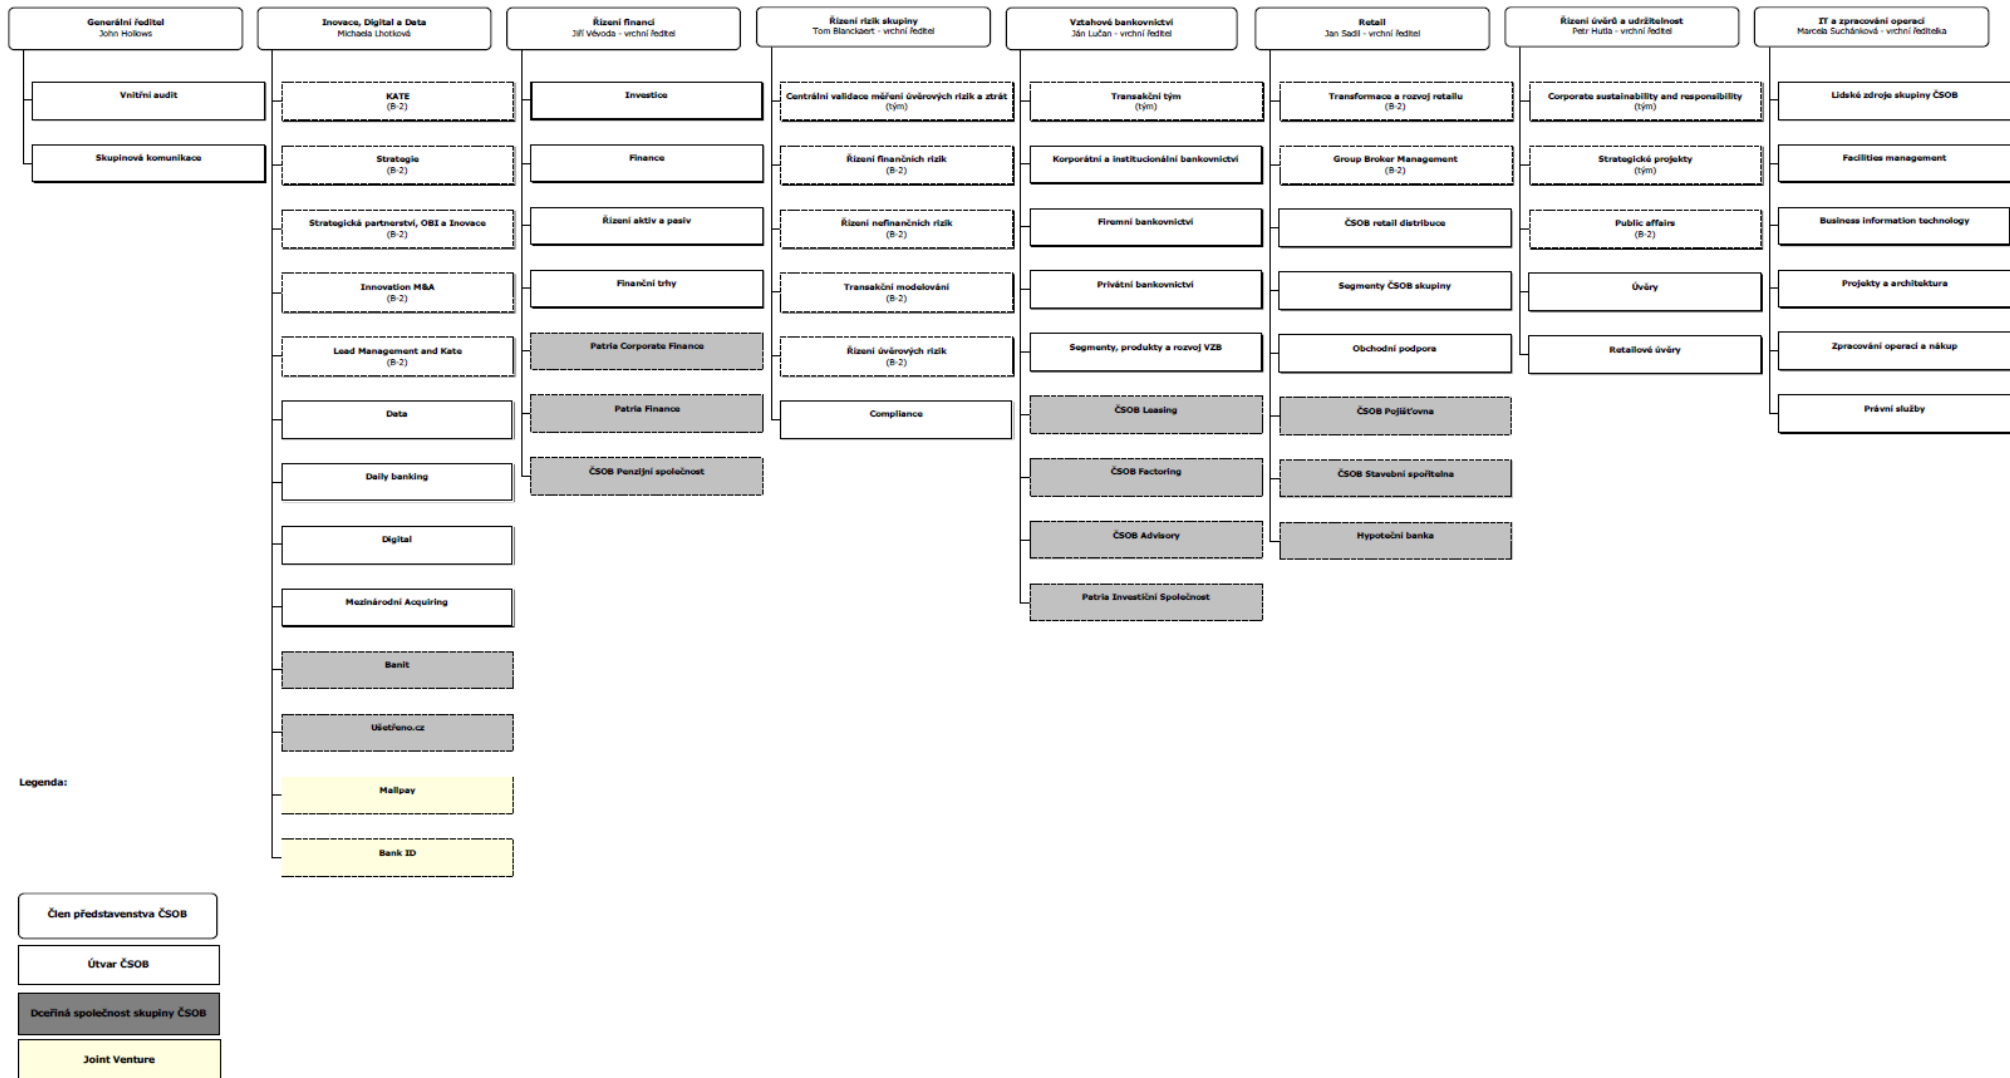 Generální ředitel
John Hollows
Vnitřní audit
Skupinová komunikace
Inovace, Digital a Data
Michaela Lhotková
KATE
(B-2)
Strategie
(B-2)
Strategická partnerství, OBI a Inovace
(B-2)
Innovation M&A
(B-2)
Lead Management and Kate
(B-2)
Data
Daily banking
Digital
Mezinárodní Acquiring
Banit
Ušetřeno.cz
Mallpay
Bank ID
Řízení financí
Jiří Vévoda - vrchní ředitel
Investice
Finance
Řízení aktiv a pasiv
Finanční trhy
Patria Corporate Finance
Patria Finance
ČSOB Penzijní společnost
Řízení rizik skupiny
Tom Blanckaert - vrchní ředitel
Centrální validace měření úvěrových rizik a ztrát
(tým)
Řízení finančních rizik
(B-2)
Řízení nefinančních rizik
(B-2)
Transakční modelování
(B-2)
Řízení úvěrových rizik
(B-2)
Compliance
Vztahové bankovnictví
Ján Lučan - vrchní ředitel
Transakční tým
(tým)
Korporátní a institucionální bankovnictví
Firemní bankovnictví
Privátní bankovnictví
Segmenty, produkty a rozvoj VZB
ČSOB Leasing
ČSOB Factoring
ČSOB Advisory
Patria Investiční Společnost
Retail
Jan Sadil - vrchní ředitel
Transformace a rozvoj retailu
(B-2)
Group Broker Management
(B-2)
ČSOB retail distribuce
Segmenty ČSOB skupiny
Obchodní podpora
ČSOB Pojišťovna
ČSOB Stavební spořitelna
Hypoteční banka
Řízení úvěrů a udržitelnost
Petr Hutla - vrchní ředitel
Corporate sustainability and responsibility
(tým)
Strategické projekty
(tým)
Public affairs
(B-2)
Úvěry
Retailové úvěry
IT a zpracování operací
Marcela Suchánková - vrchní ředitelka
Lidské zdroje skupiny ČSOB
Facilities management
Business information technology
Projekty a architektura
Zpracování operací a nákup
Právní služby
Legenda:
Člen představenstva ČSOB
Útvar ČSOB
Dceřiná společnost skupiny ČSOB
Joint Venture